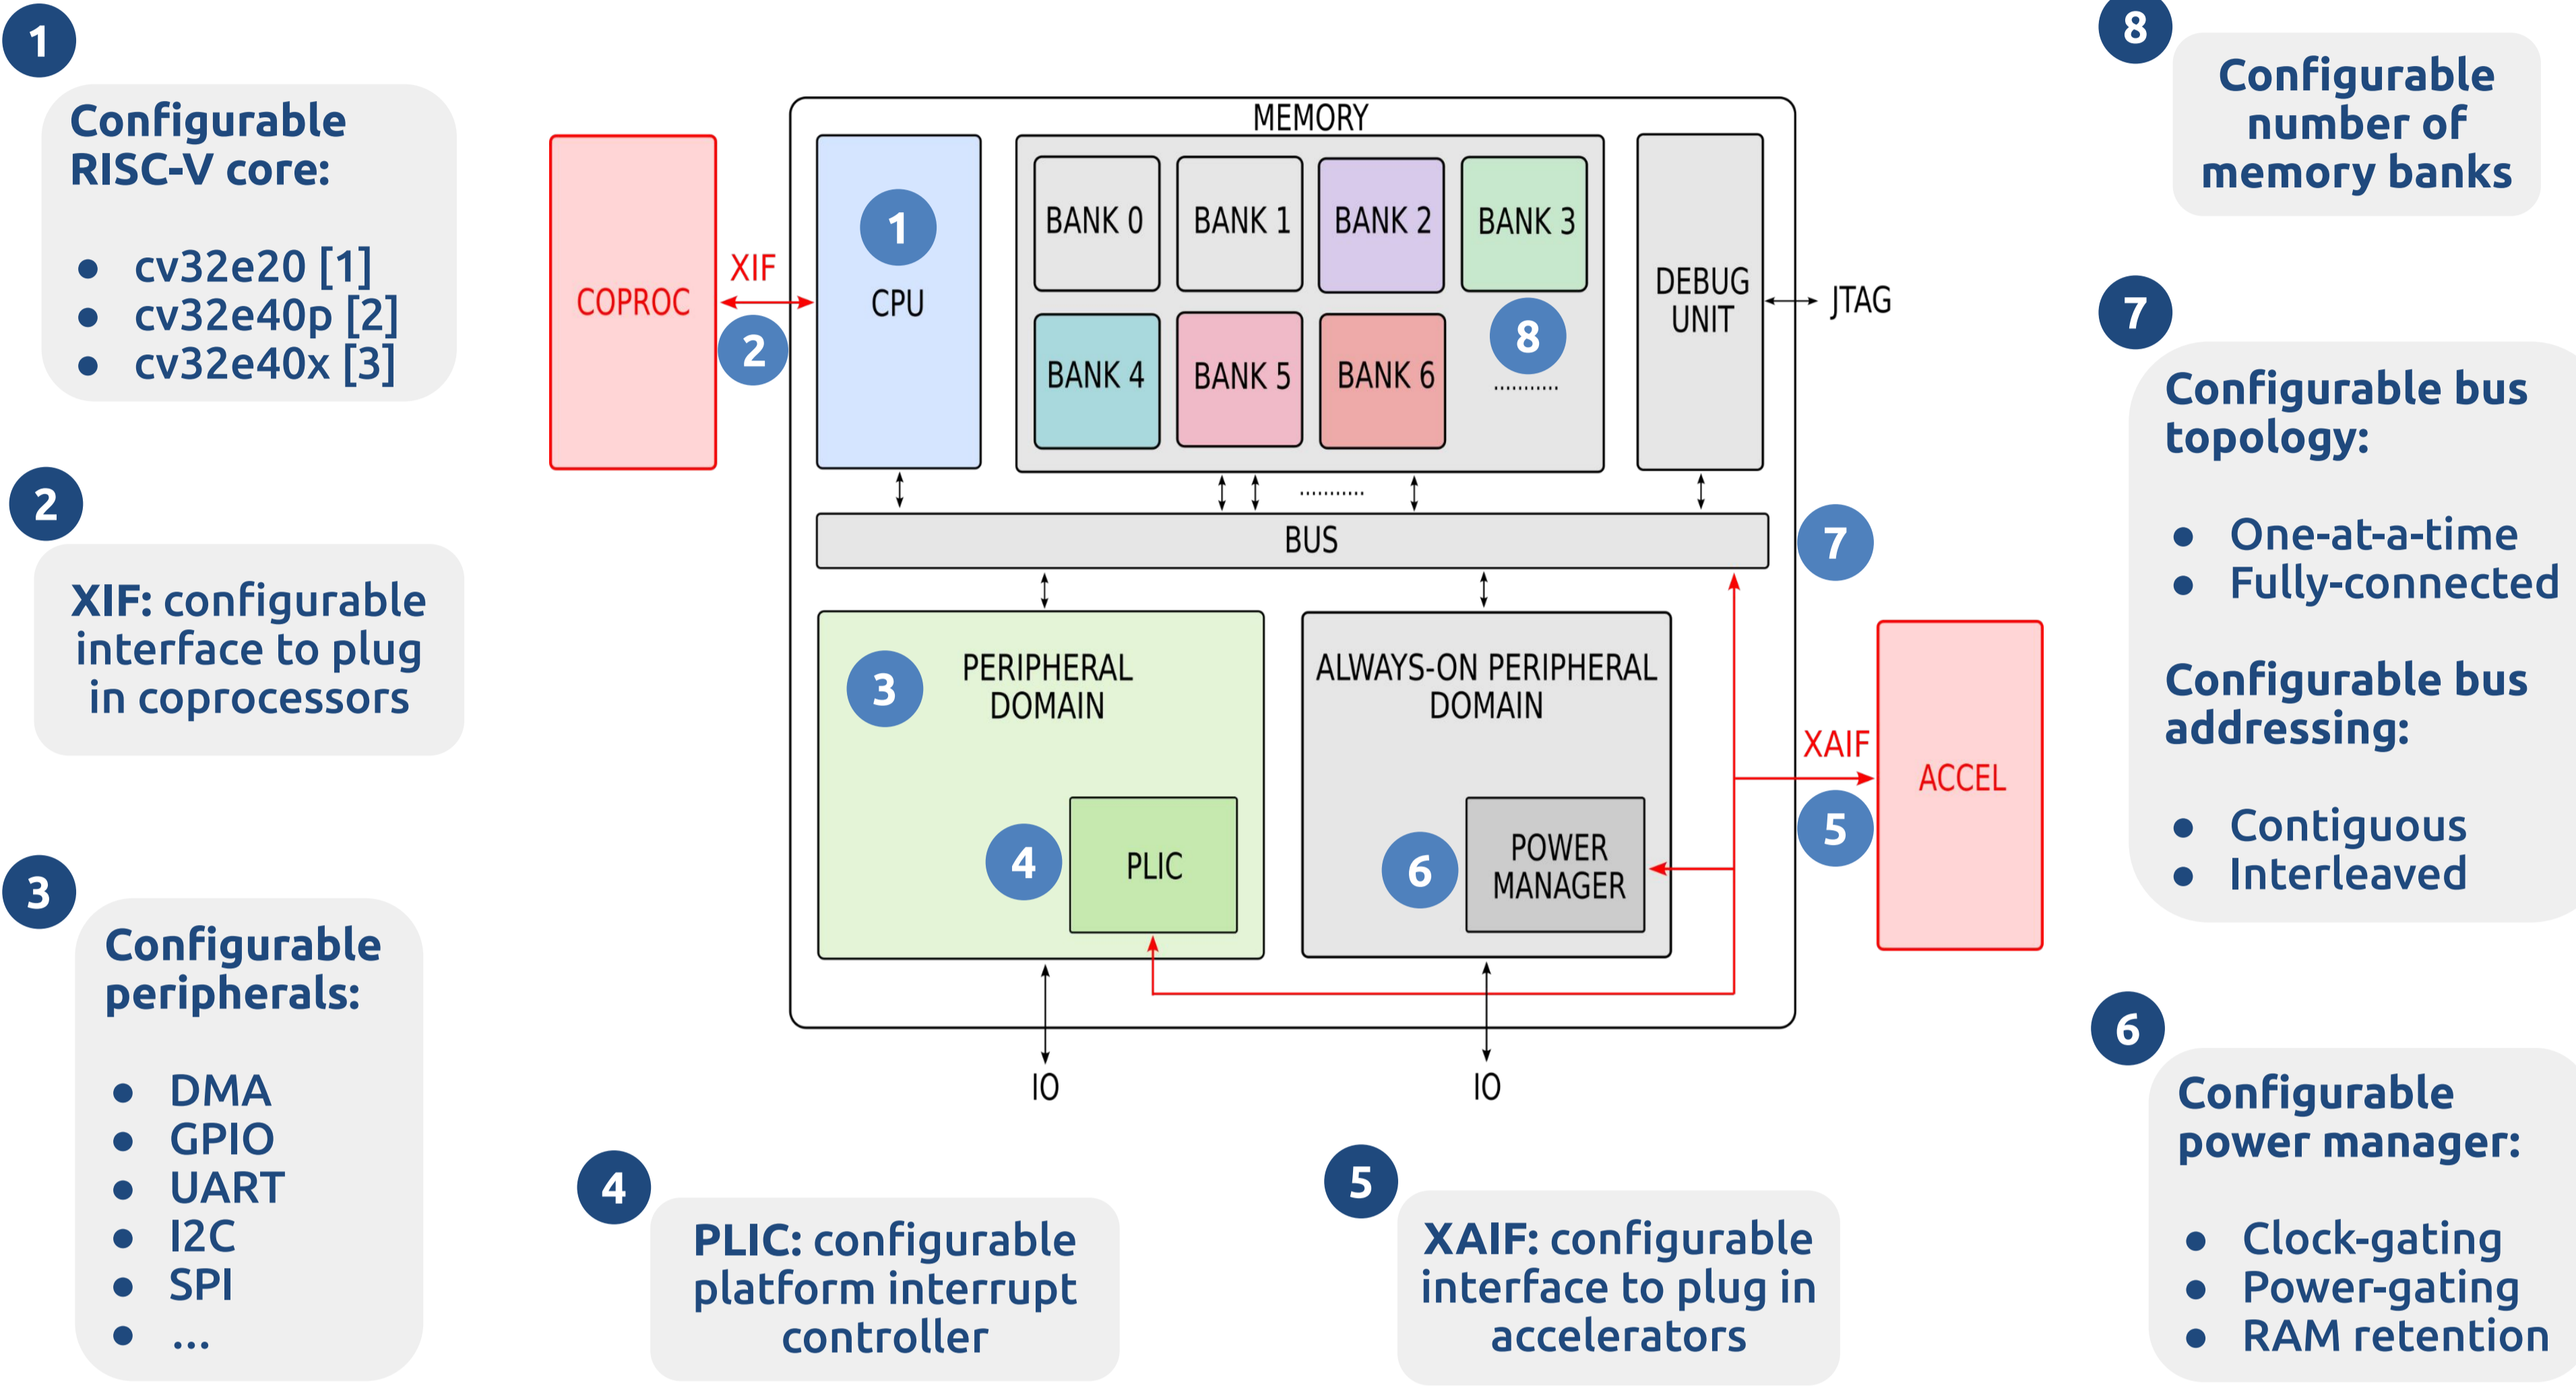 1
Configurable
RISC-V core:
● cv32e20 [1]
● cv32e40p [2]
● cv32e40x [3]
2
XIF: configurable
interface to plug
in coprocessors
3
Configurable
peripherals:
● DMA
● GPIO
● UART
● I2C
● SPI
● ...
MEMORY
COPROC
XIF
2
1
CPU
BANK 0
BANK 1
BANK 2
BANK 3
BANK 4
BANK 5
BANK 6
8
...........
DEBUG
UNIT
JTAG
...........
BUS
7
3
PERIPHERAL
DOMAIN
4
PLIC
ALWAYS-ON PERIPHERAL
DOMAIN
6
POWER
MANAGER
XAIF
5
ACCEL
IO
IO
4
PLIC: configurable
platform interrupt
controller
5
XAIF: configurable
interface to plug in
accelerators
8
Configurable
number of
memory banks
7
Configurable bus
topology:
● One-at-a-time
● Fully-connected
Configurable bus
addressing:
● Contiguous
● Interleaved
6
Configurable
power manager:
● Clock-gating
● Power-gating
● RAM retention